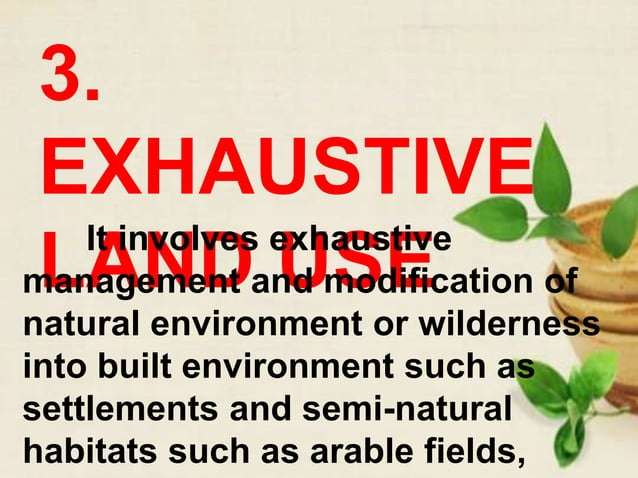 3.
EXHAUSTIVE
LAND USE
It involves exhaustive
management and modification of
natural environment or wilderness
into built environment such as
settlements and semi-natural
habitats such as arable fields,